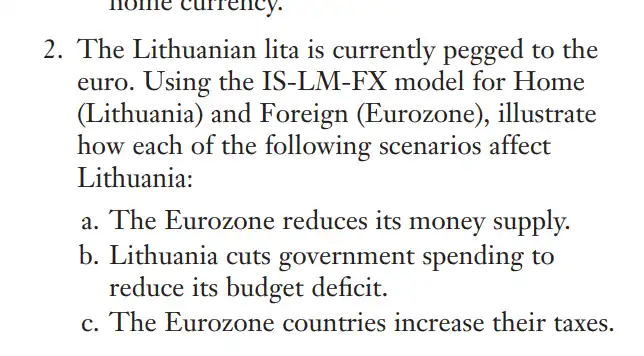 home currency.
2. The Lithuanian lita is currently pegged to the
euro. Using the IS-LM-FX model for Home
(Lithuania) and Foreign (Eurozone), illustrate
how each of the following scenarios affect
Lithuania:
a. The Eurozone reduces its money supply.
b. Lithuania cuts government spending to
reduce its budget deficit.
c. The Eurozone countries increase their taxes.